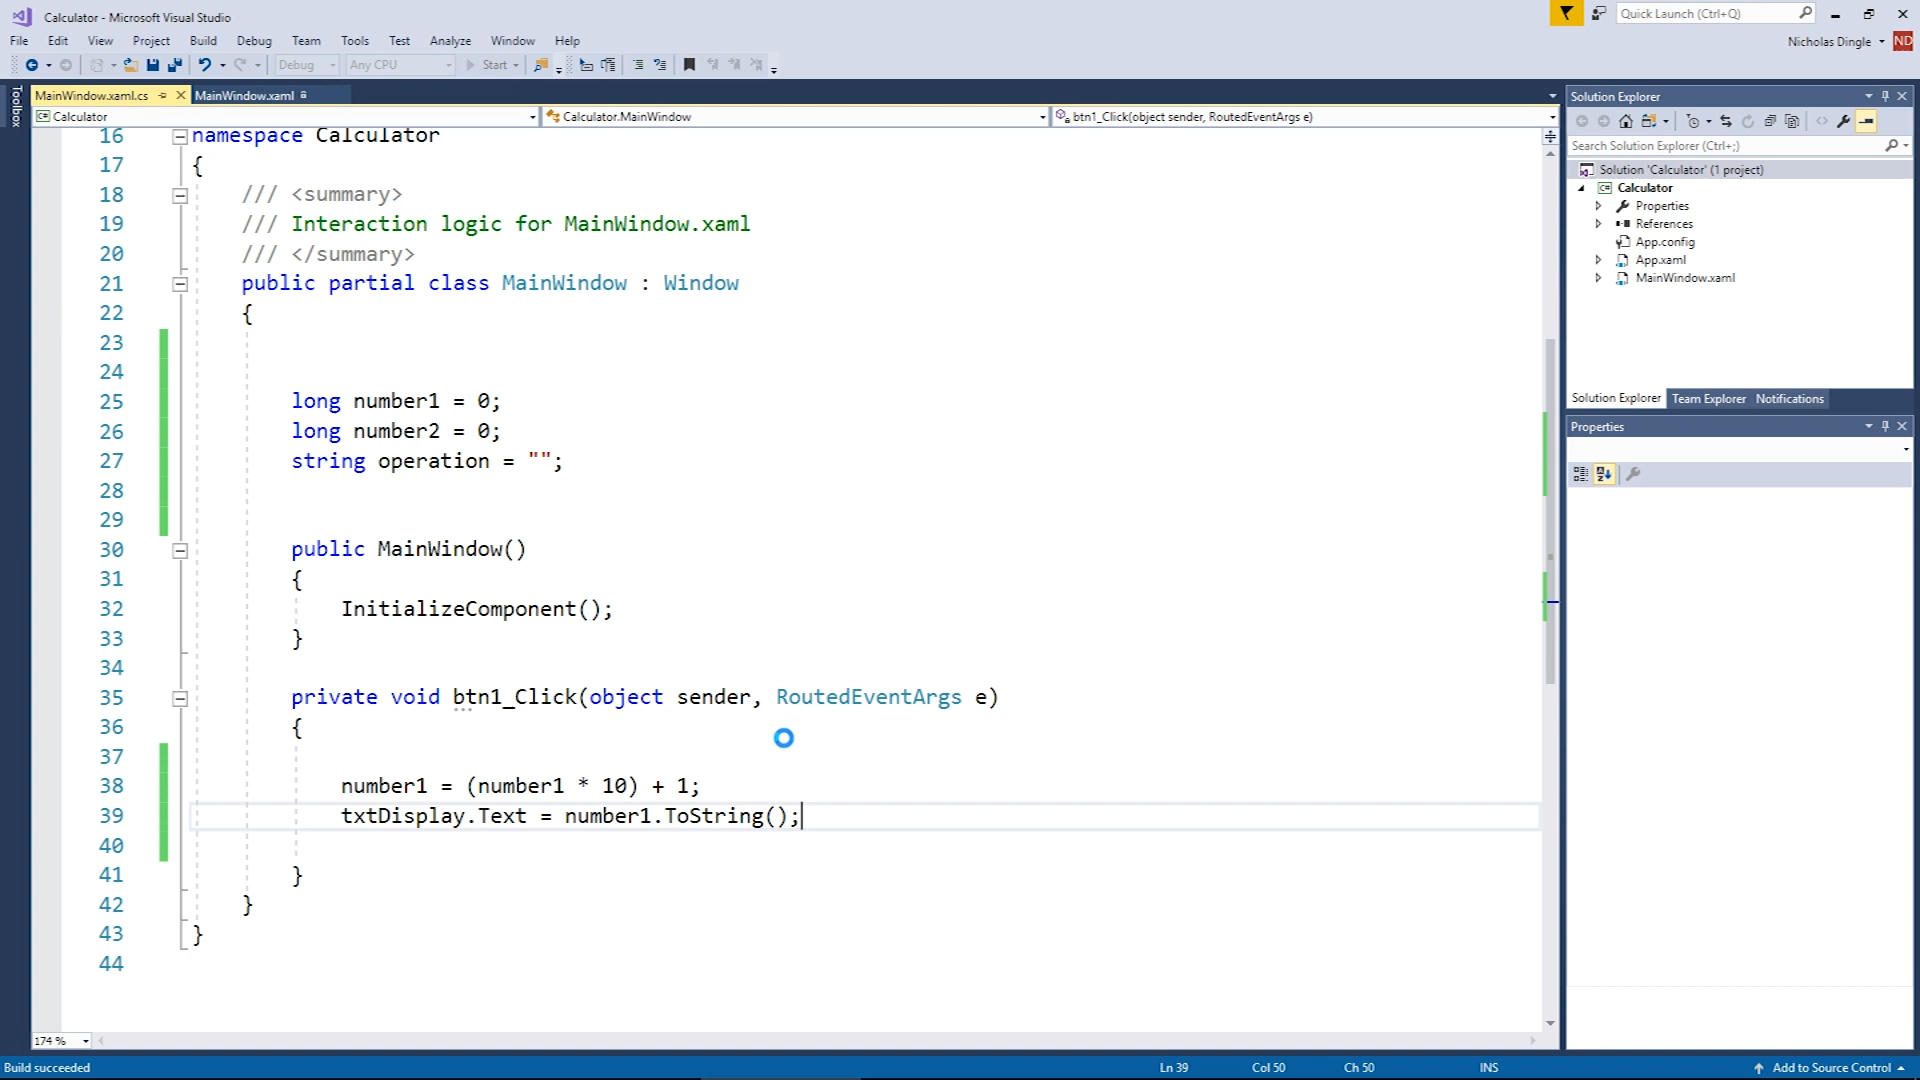 Calculator - Microsoft Visual Studio
Quick Launch (Ctrl+Q)
File Edit View Project Build Debug Team Tools Test Analyze Window Help
Nicholas Dingle
ND
Debug
Any CPU
Start
Toolbox
MainWindow.xaml.cs
MainWindow.xaml
Calculator
Calculator.MainWindow
btn1_Click(object sender, RoutedEventArgs e)
16 namespace Calculator
17 {
18 /// <summary>
19 /// Interaction logic for MainWindow.xaml
20 /// </summary>
21 public partial class MainWindow : Window
22 {
23
24
25 long number1 = 0;
26 long number2 = 0;
27 string operation = "";
28
29
30 public MainWindow()
31 {
32 InitializeComponent();
33 }
34
35 private void btn1_Click(object sender, RoutedEventArgs e)
36 {
37
38 number1 = (number1 * 10) + 1;
39 txtDisplay.Text = number1.ToString();
40
41 }
42 }
43 }
44
174 %
Solution Explorer
Search Solution Explorer (Ctrl+;)
Solution 'Calculator' (1 project)
C# Calculator
Properties
References
App.config
App.xaml
MainWindow.xaml
Solution Explorer Team Explorer Notifications
Properties
Build succeeded
Ln 39
Col 50
Ch 50
INS
Add to Source Control